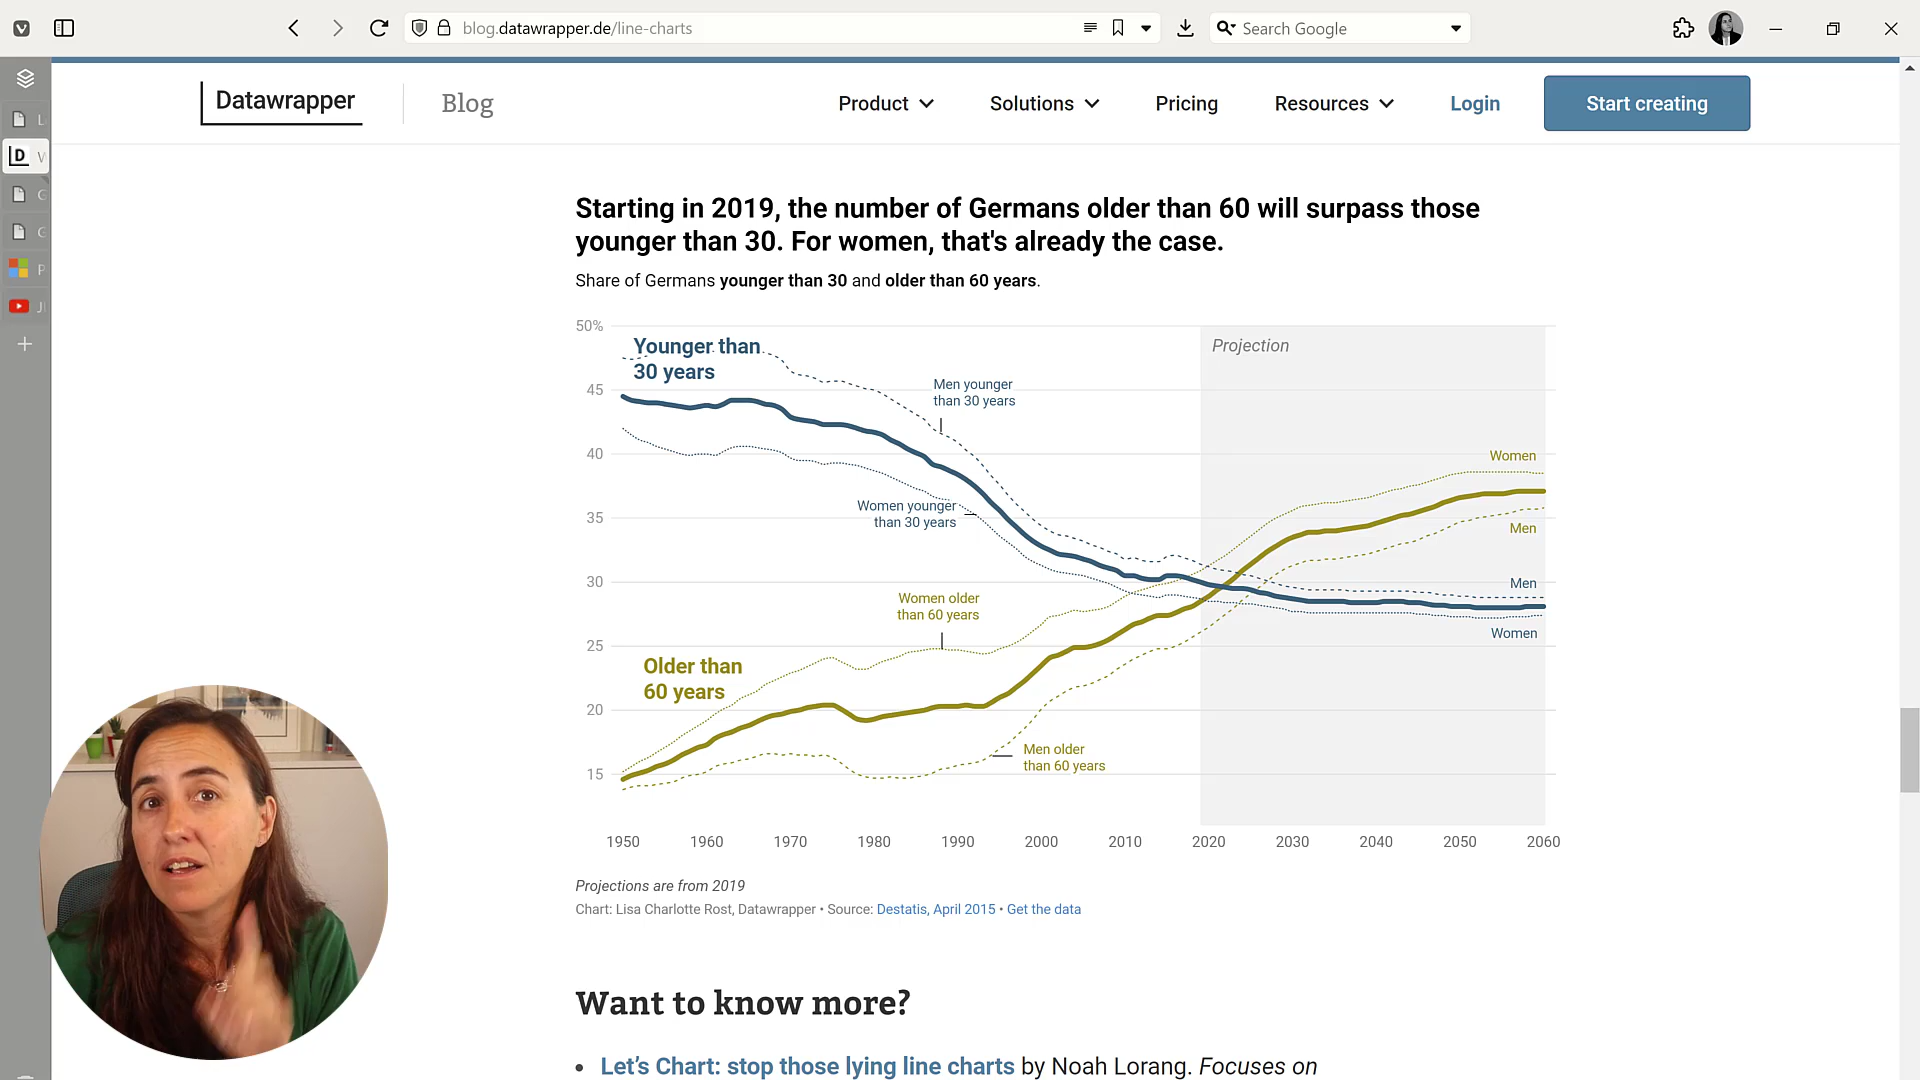 blog.datawrapper.de/line-charts
Search Google
Datawrapper
Blog
Product
Solutions
Pricing
Resources
Login
Start creating
L
D
V
G
G
P
J
Starting in 2019, the number of Germans older than 60 will surpass those
younger than 30. For women, that's already the case.
Share of Germans younger than 30 and older than 60 years.
50%
45
40
35
30
25
20
15
Younger than
30 years
Projection
Men younger
than 30 years
Women
Women younger
than 30 years
Men
Men
Women older
than 60 years
Women
Older than
60 years
Men older
than 60 years
1950
1960
1970
1980
1990
2000
2010
2020
2030
2040
2050
2060
Projections are from 2019
Chart: Lisa Charlotte Rost, Datawrapper • Source: Destatis, April 2015 • Get the data
Want to know more?
• Let’s Chart: stop those lying line charts by Noah Lorang. Focuses on